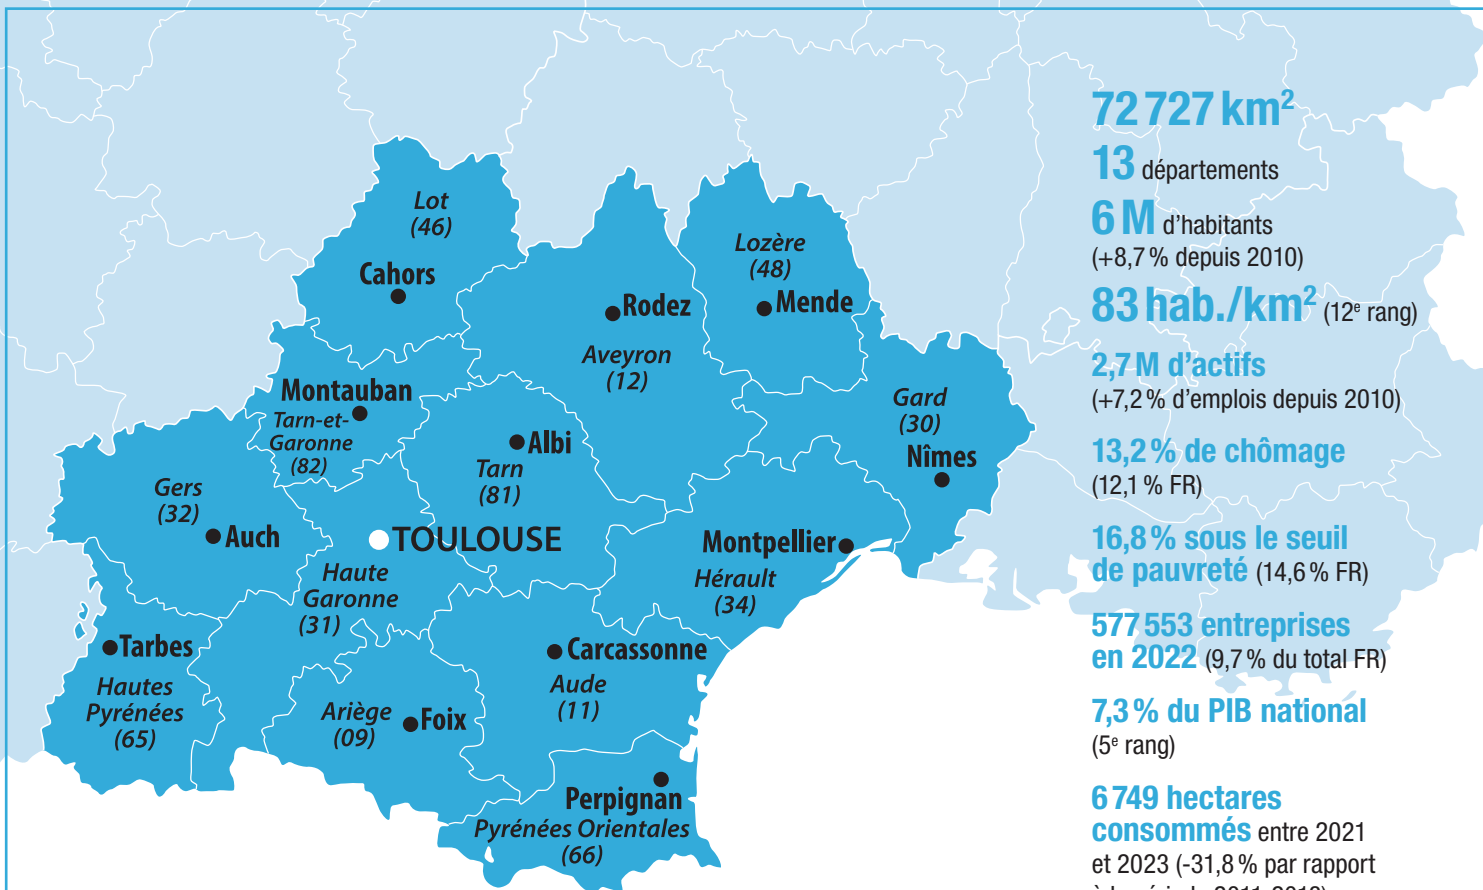 Lot
(46)
Cahors
Lozère
(48)
Mende
Rodez
Aveyron
(12)
Montauban
Tarn-et-
Garonne
(82)
Albi
Tarn
(81)
Gard
(30)
Nîmes
Gers
(32)
Auch
TOULOUSE
Haute
Garonne
(31)
Montpellier
Hérault
(34)
Tarbes
Hautes
Pyrénées
(65)
Ariège
(09)
Foix
Carcassonne
Aude
(11)
Perpignan
Pyrénées Orientales
(66)
72 727 km²
13 départements
6 M d'habitants
(+8,7 % depuis 2010)
83 hab./km² (12e rang)
2,7 M d'actifs
(+7,2 % d'emplois depuis 2010)
13,2 % de chômage
(12,1 % FR)
16,8 % sous le seuil
de pauvreté (14,6 % FR)
577 553 entreprises
en 2022 (9,7 % du total FR)
7,3 % du PIB national
(5e rang)
6 749 hectares
consommés entre 2021
et 2023 (-31,8 % par rapport